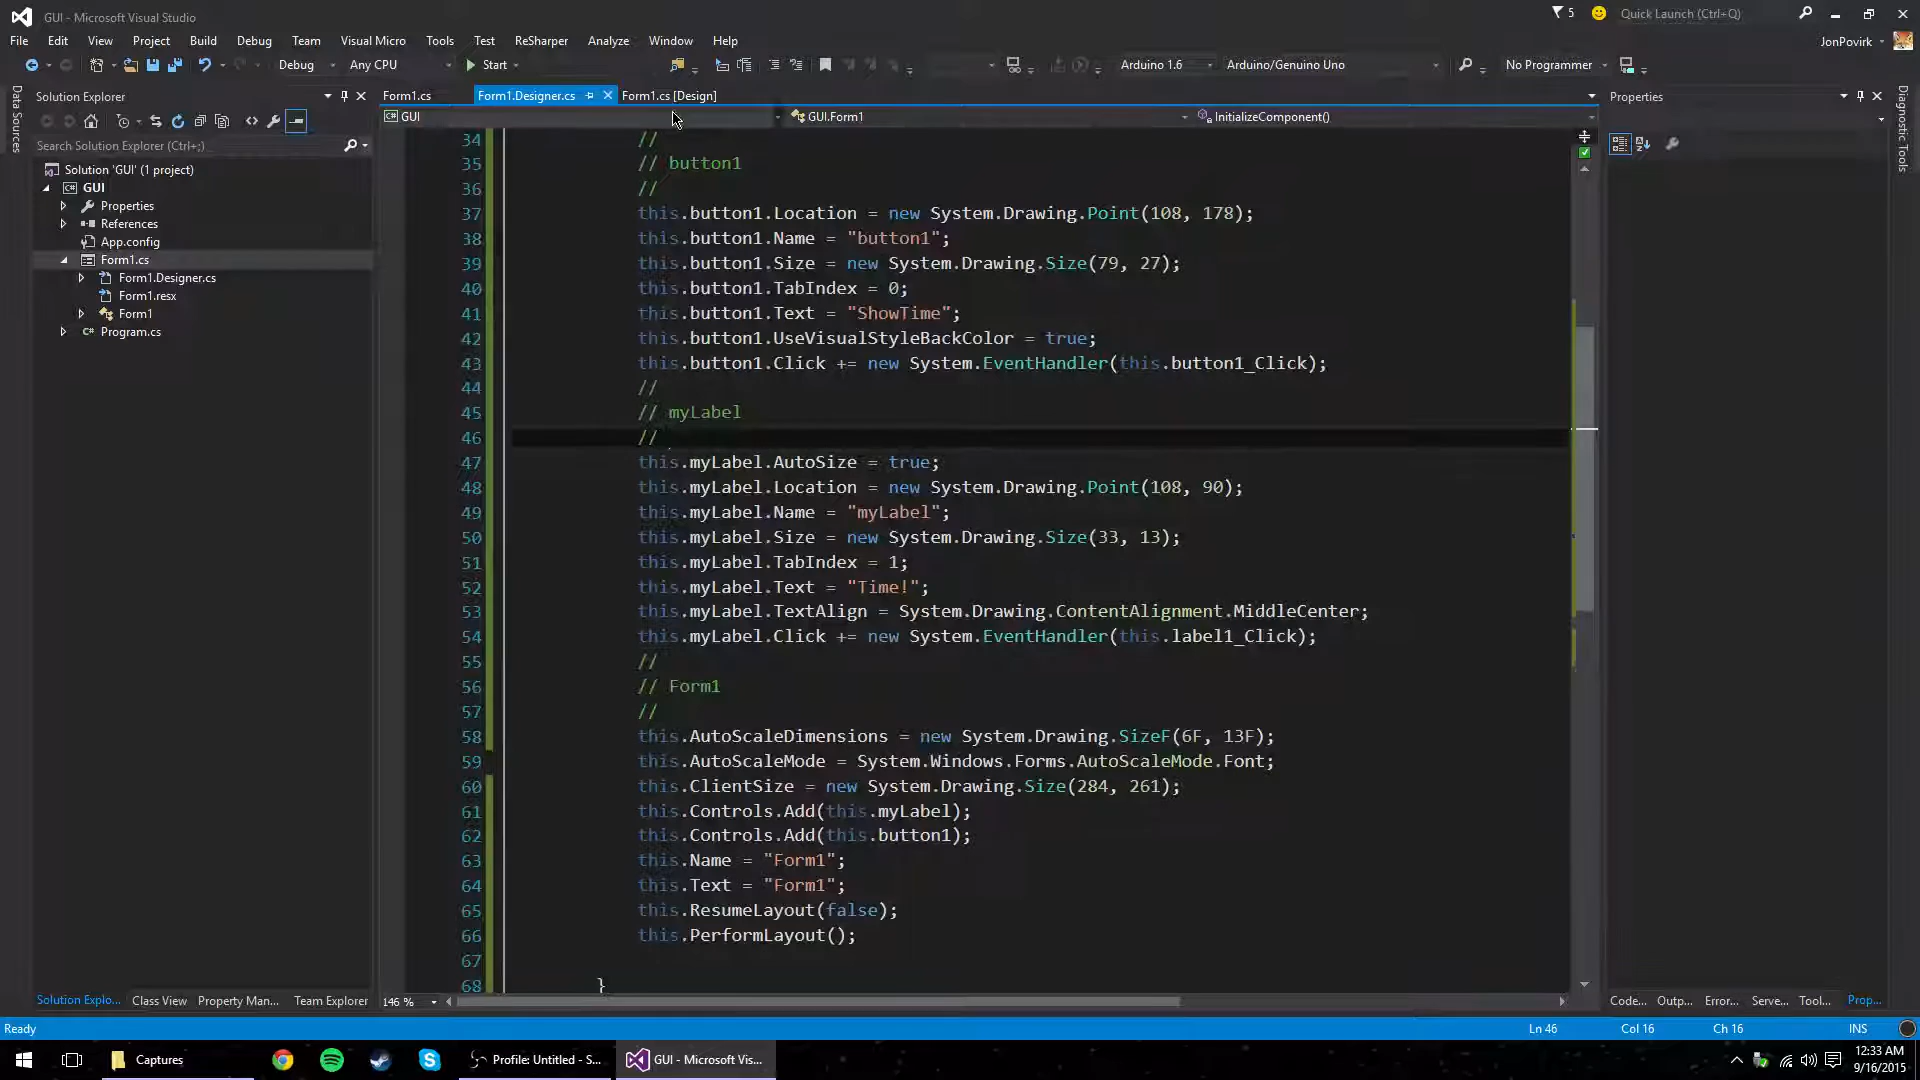 GUI - Microsoft Visual Studio
5
Quick Launch (Ctrl+Q)
File Edit View Project Build Debug Team Visual Micro Tools Test ReSharper Analyze Window Help
JonPovirk
Debug Any CPU Start Arduino 1.6 Arduino/Genuino Uno No Programmer
Data Sources
Solution Explorer
Search Solution Explorer (Ctrl+;)
Solution 'GUI' (1 project)
GUI
Properties
References
App.config
Form1.cs
Form1.Designer.cs
Form1.resx
Form1
Program.cs
Form1.cs Form1.Designer.cs Form1.cs [Design]
GUI GUI.Form1 InitializeComponent()
34 //
35 // button1
36 //
37 this.button1.Location = new System.Drawing.Point(108, 178);
38 this.button1.Name = "button1";
39 this.button1.Size = new System.Drawing.Size(79, 27);
40 this.button1.TabIndex = 0;
41 this.button1.Text = "ShowTime";
42 this.button1.UseVisualStyleBackColor = true;
43 this.button1.Click += new System.EventHandler(this.button1_Click);
44 //
45 // myLabel
46 //
47 this.myLabel.AutoSize = true;
48 this.myLabel.Location = new System.Drawing.Point(108, 90);
49 this.myLabel.Name = "myLabel";
50 this.myLabel.Size = new System.Drawing.Size(33, 13);
51 this.myLabel.TabIndex = 1;
52 this.myLabel.Text = "Time!";
53 this.myLabel.TextAlign = System.Drawing.ContentAlignment.MiddleCenter;
54 this.myLabel.Click += new System.EventHandler(this.label1_Click);
55 //
56 // Form1
57 //
58 this.AutoScaleDimensions = new System.Drawing.SizeF(6F, 13F);
59 this.AutoScaleMode = System.Windows.Forms.AutoScaleMode.Font;
60 this.ClientSize = new System.Drawing.Size(284, 261);
61 this.Controls.Add(this.myLabel);
62 this.Controls.Add(this.button1);
63 this.Name = "Form1";
64 this.Text = "Form1";
65 this.ResumeLayout(false);
66 this.PerformLayout();
67
68 }
Properties
Diagnostic Tools
Solution Explo... Class View Property Man... Team Explorer
146 %
Code... Outp... Error... Serve... Tool... Prop...
Ready Ln 46 Col 16 Ch 16 INS
Captures Profile: Untitled - S... GUI - Microsoft Vis...
12:33 AM
9/16/2015